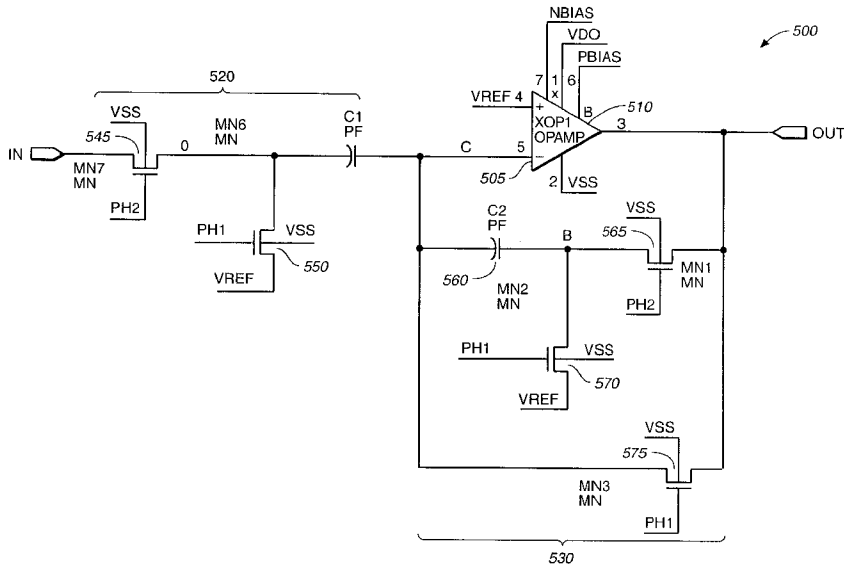 NBIAS
500
VDO
PBIAS
520
7 1 6
x
VREF 4
+
B
510
C1
PF
VSS
XOP1
OPAMP
3
OUT
545
MN6
MN
IN
0
C
5
−
MN7
MN
505
2
VSS
PH2
C2
PF
VSS
565
PH1
VSS
B
550
560
MN1
MN
VREF
MN2
MN
PH2
PH1
VSS
570
VREF
VSS
575
MN3
MN
PH1
530